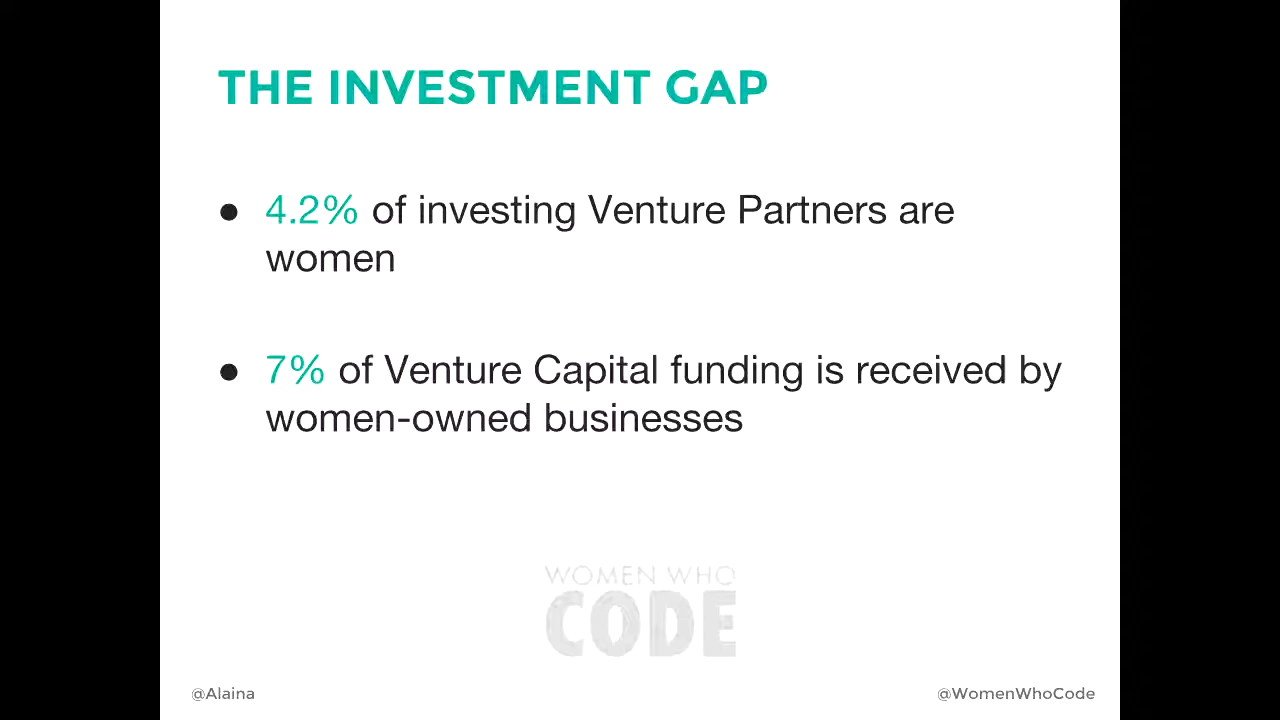 THE INVESTMENT GAP
● 4.2% of investing Venture Partners are
women
● 7% of Venture Capital funding is received by
women-owned businesses
WOMEN WHO
CODE
@Alaina
@WomenWhoCode